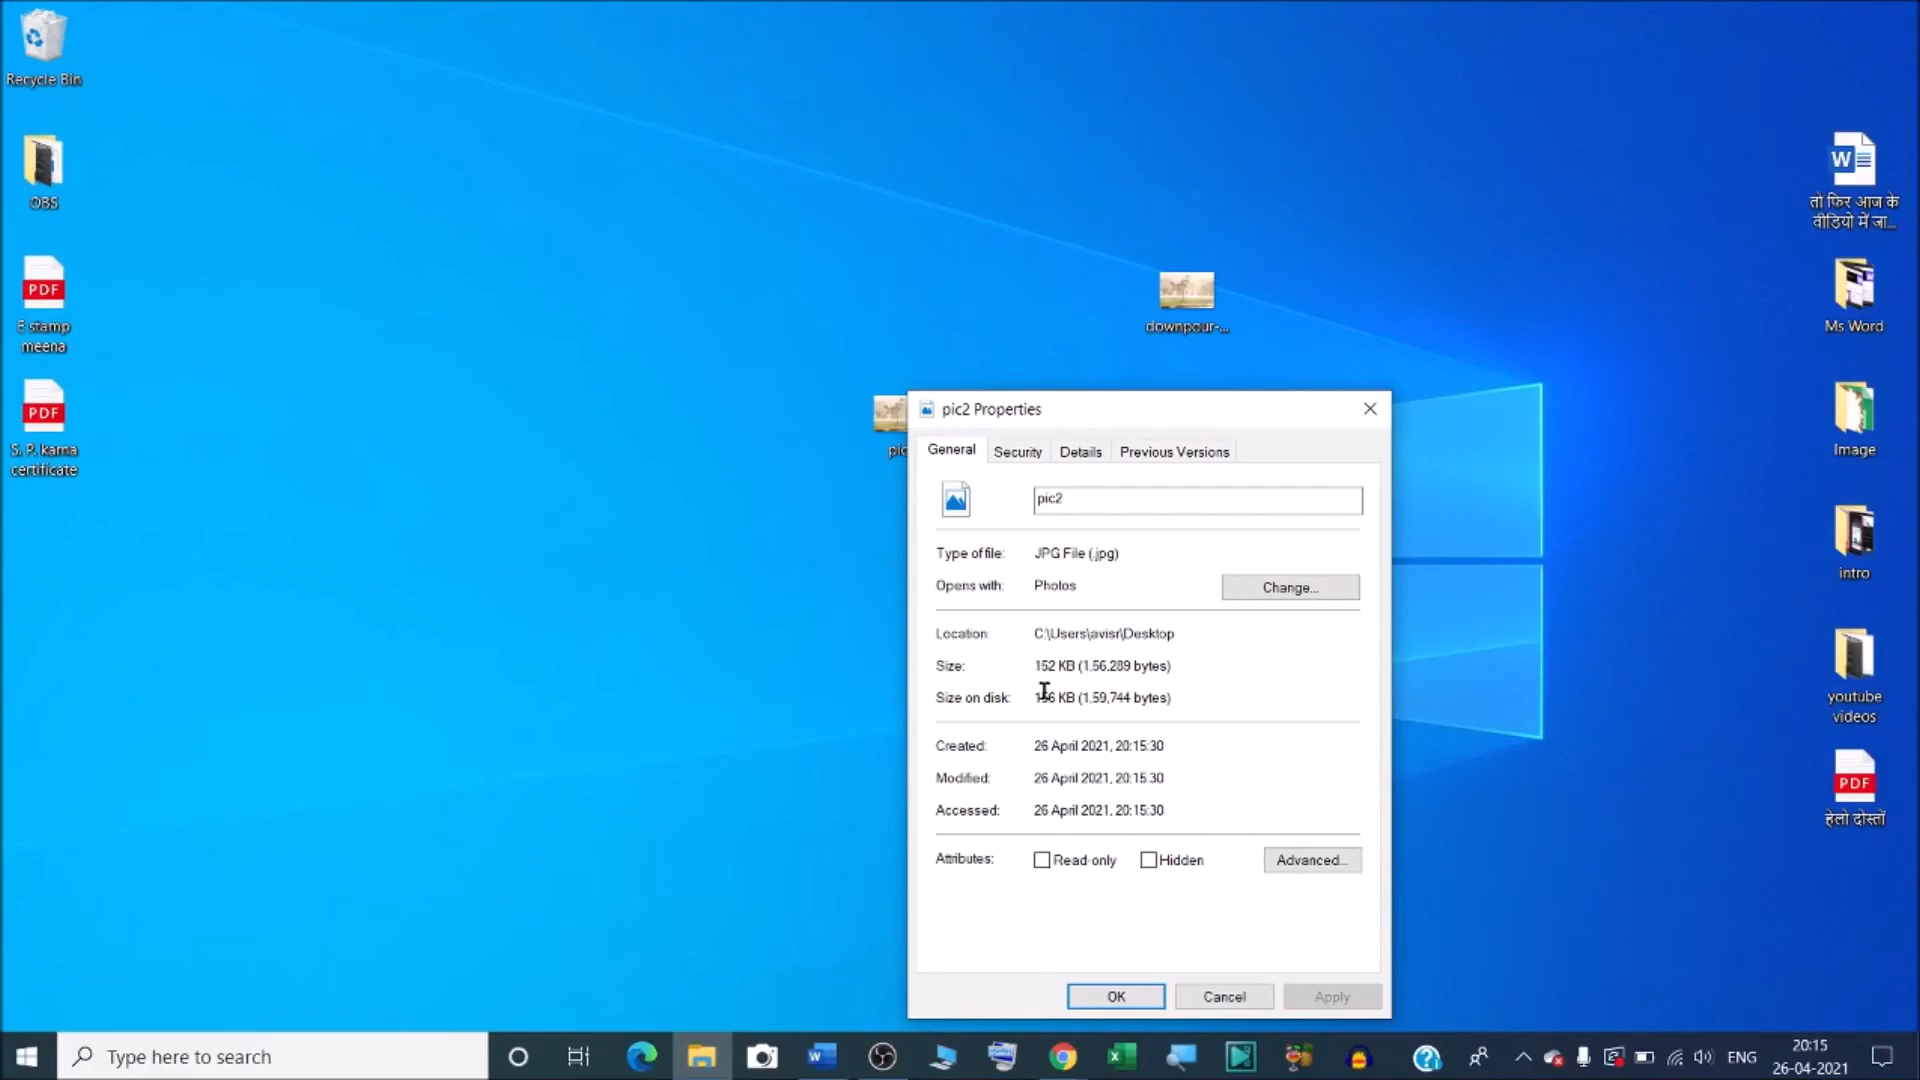 Recycle Bin
OBS
PDF
E stamp
meena
PDF
S. P. kama
certificate
downpour-...
pic2 Properties
General
Security
Details
Previous Versions
pic2
Type of file:
JPG File (.jpg)
Opens with:
Photos
Change...
Location:
C:\Users\avisr\Desktop
Size:
152 KB (1,56,289 bytes)
Size on disk:
156 KB (1,59,744 bytes)
Created:
26 April 2021, 20:15:30
Modified:
26 April 2021, 20:15:30
Accessed:
26 April 2021, 20:15:30
Attributes:
Read-only
Hidden
Advanced...
OK
Cancel
Apply
तो फिर आज के
वीडियो में जा...
Ms Word
Image
intro
youtube
videos
PDF
हेलो दोस्तों
Type here to search
ENG
20:15
26-04-2021